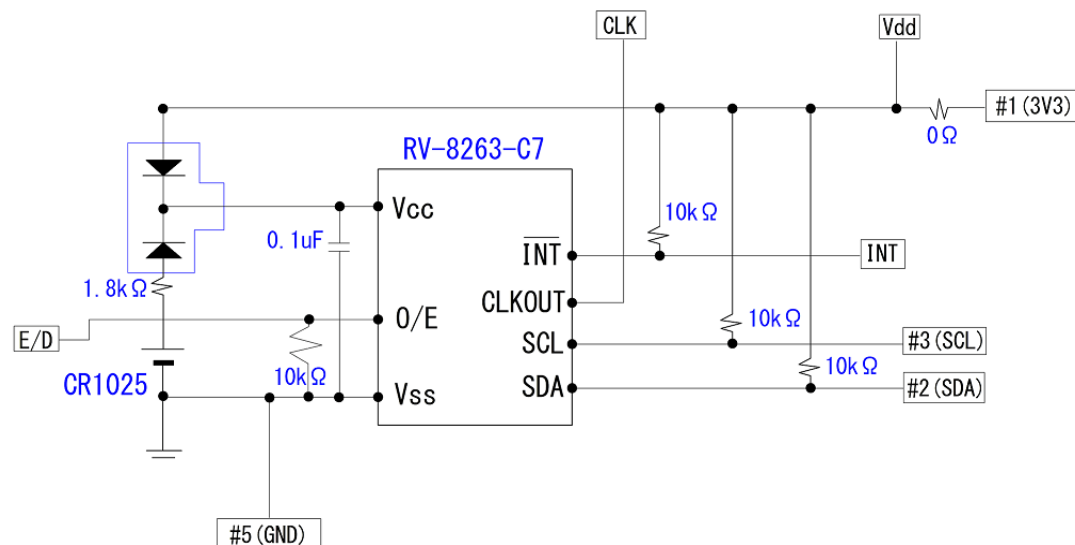 CLK
Vdd
#1(3V3)
0Ω
RV-8263-C7
Vcc
10kΩ
0.1uF
INT
INT
1.8kΩ
CLKOUT
O/E
10kΩ
E/D
SCL
#3(SCL)
10kΩ
10kΩ
CR1025
Vss
SDA
#2(SDA)
#5(GND)